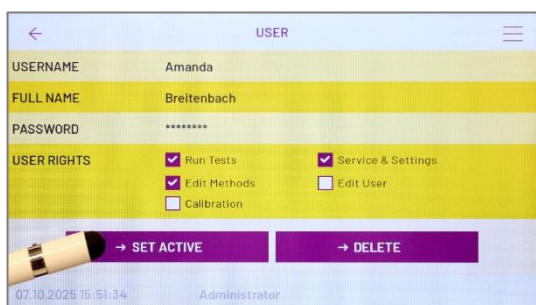 ← USER
USERNAME Amanda
FULL NAME Breitenbach
PASSWORD ********
USER RIGHTS Run Tests Service & Settings
Edit Methods Edit User
Calibration
→ SET ACTIVE → DELETE
07.10.2025 15:51:34 Administrator